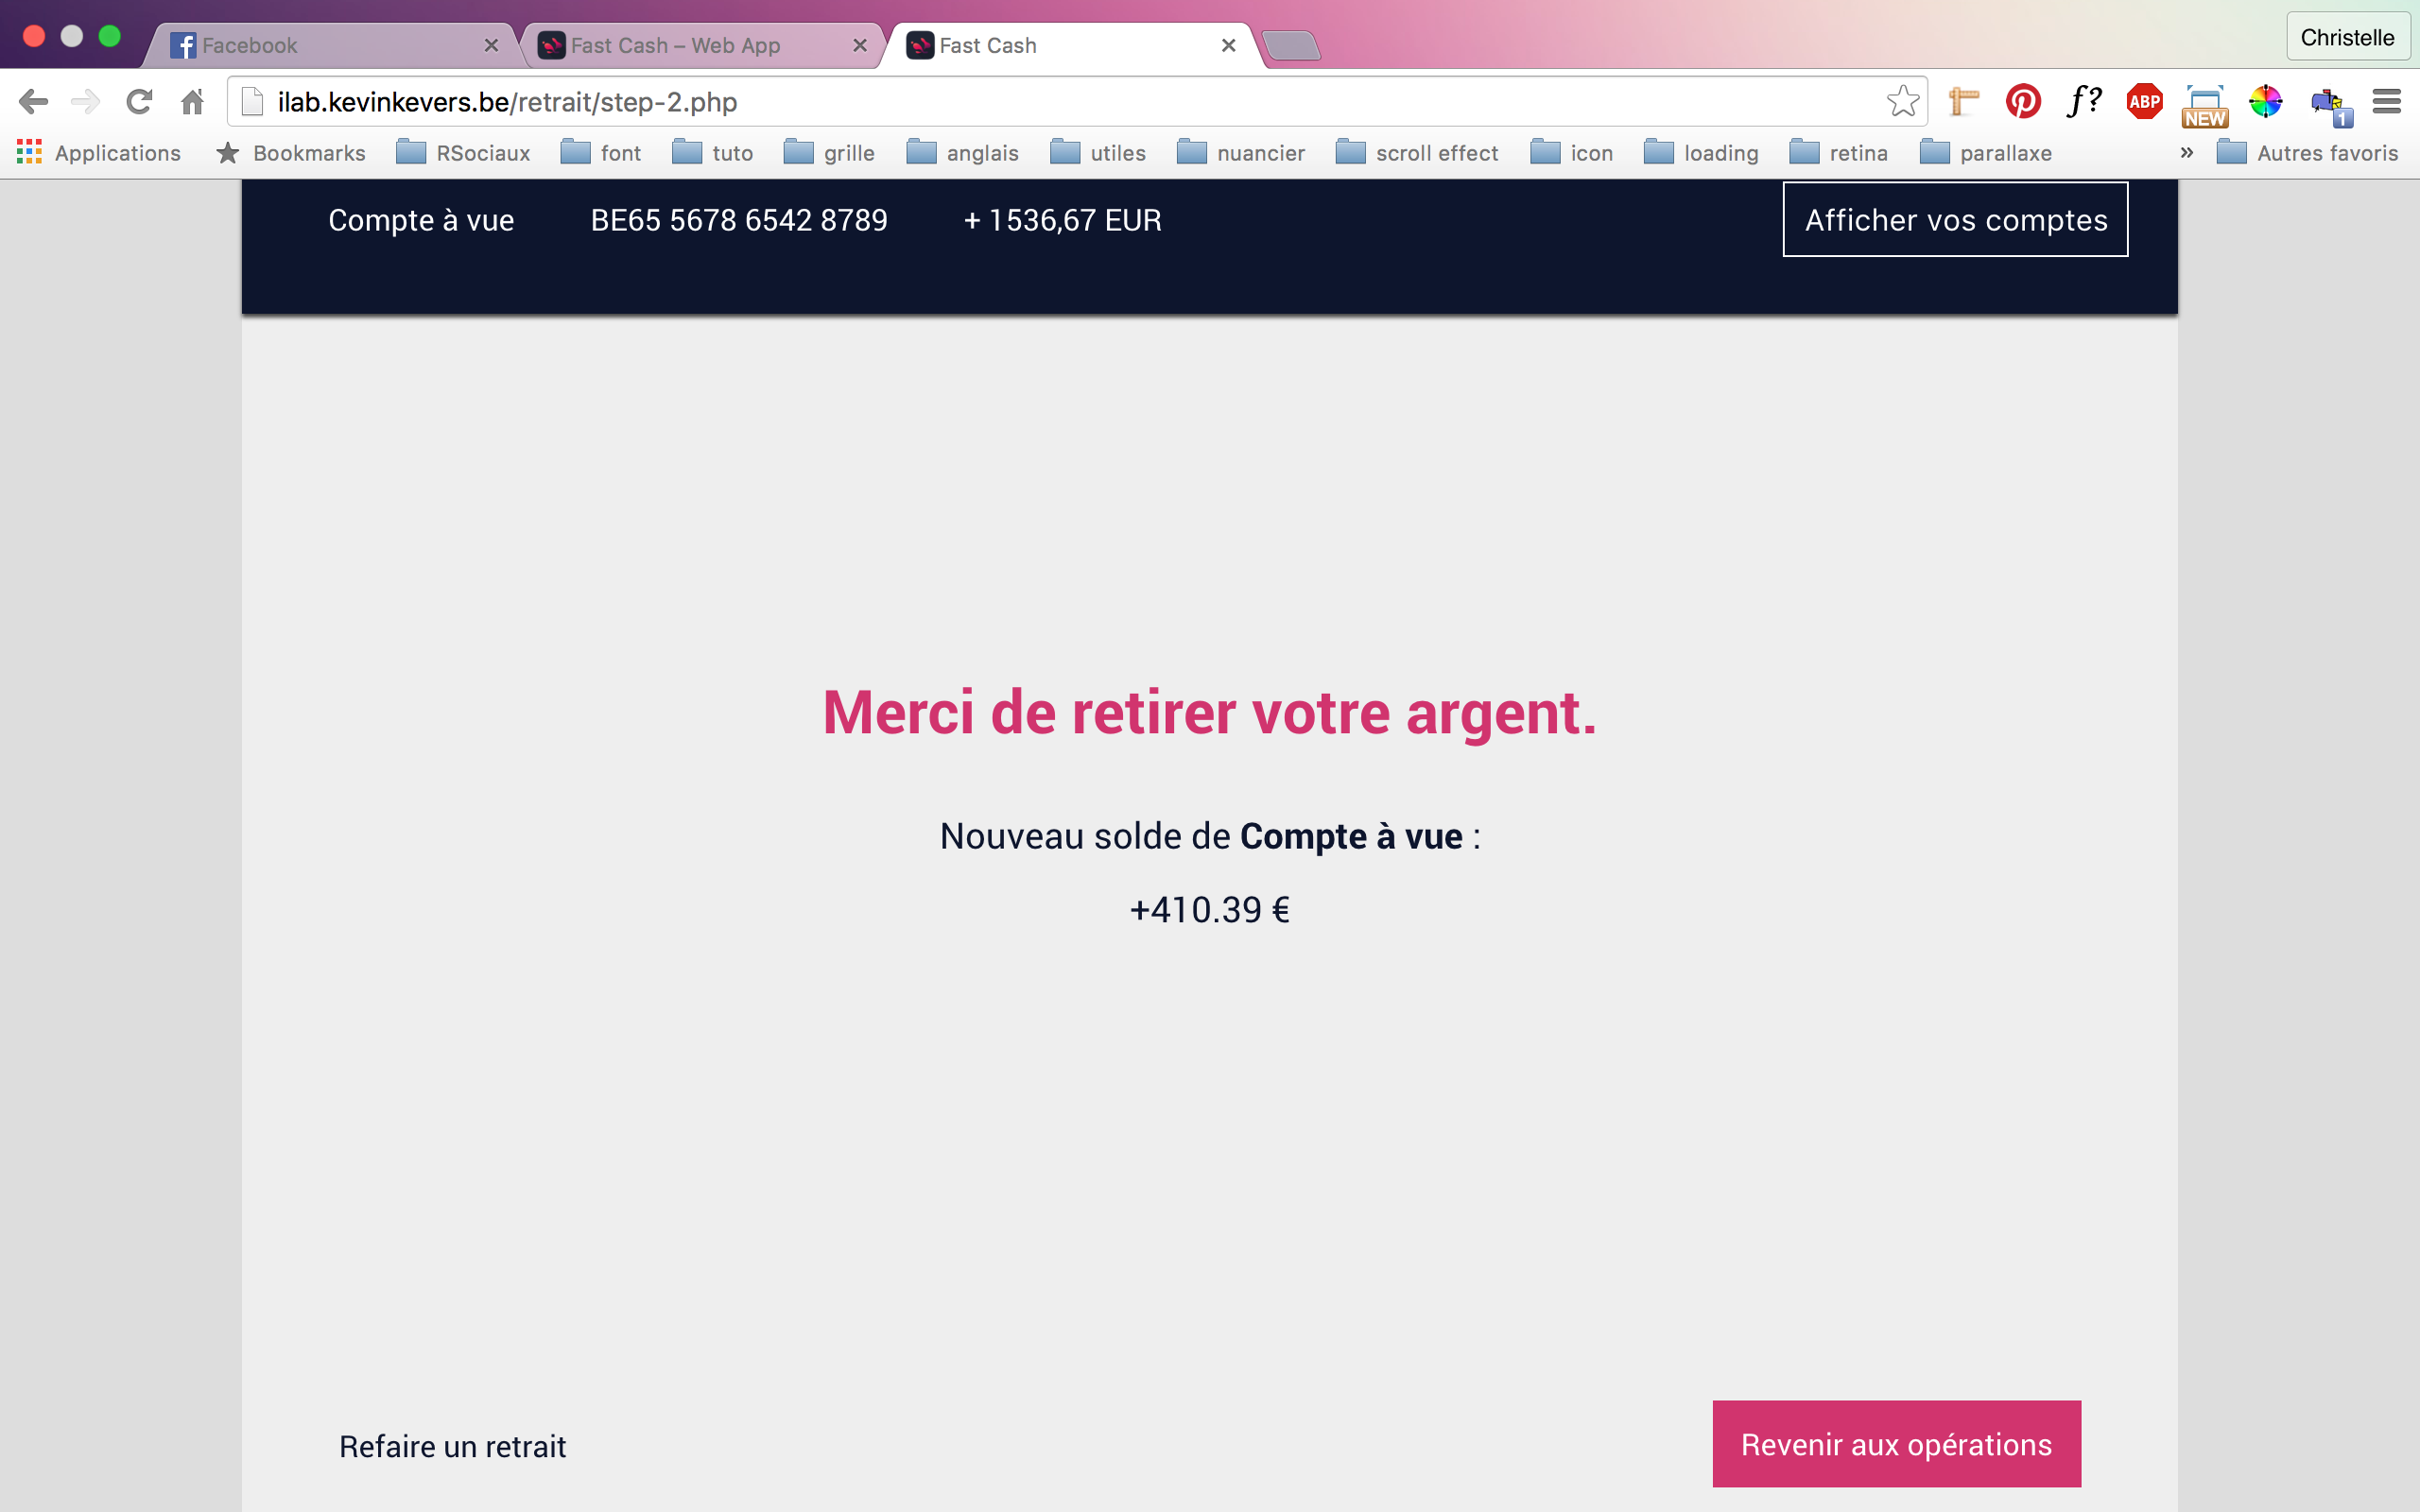 Facebook
Fast Cash – Web App
Fast Cash
Christelle
ilab.kevinkevers.be/retrait/step-2.php
f?
ABP
NEW
1
Applications
Bookmarks
RSociaux
font
tuto
grille
anglais
utiles
nuancier
scroll effect
icon
loading
retina
parallaxe
»
Autres favoris
Compte à vue
BE65 5678 6542 8789
+ 1536,67 EUR
Afficher vos comptes
Merci de retirer votre argent.
Nouveau solde de Compte à vue :
+410.39 €
Refaire un retrait
Revenir aux opérations